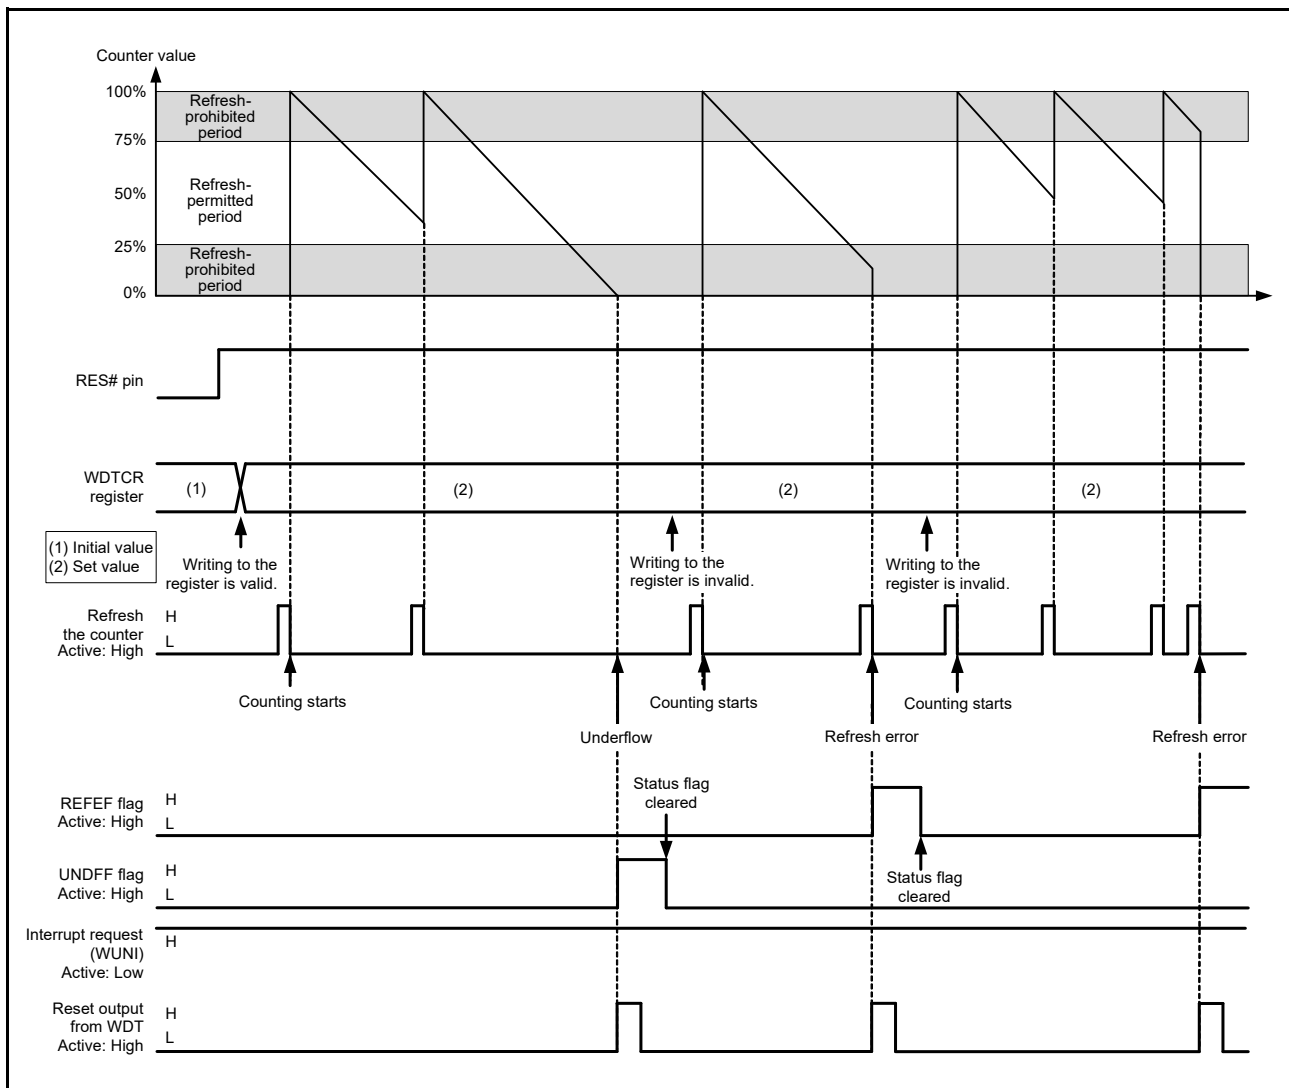 Counter value
100%
Refresh-
prohibited
period
75%
Refresh-
permitted
period
50%
25%
Refresh-
prohibited
period
0%
RES# pin
WDTCR
register
(1)
(2)
(2)
(2)
(1) Initial value
(2) Set value
Writing to the
register is valid.
Writing to the
register is invalid.
Writing to the
register is invalid.
Refresh
the counter
Active: High
H
L
Counting starts
Counting starts
Counting starts
Underflow
Refresh error
Refresh error
REFEF flag
Active: High
H
L
Status flag
cleared
Status flag
cleared
UNDFF flag
Active: High
H
L
Interrupt request
(WUNI)
Active: Low
H
Reset output
from WDT
Active: High
H
L